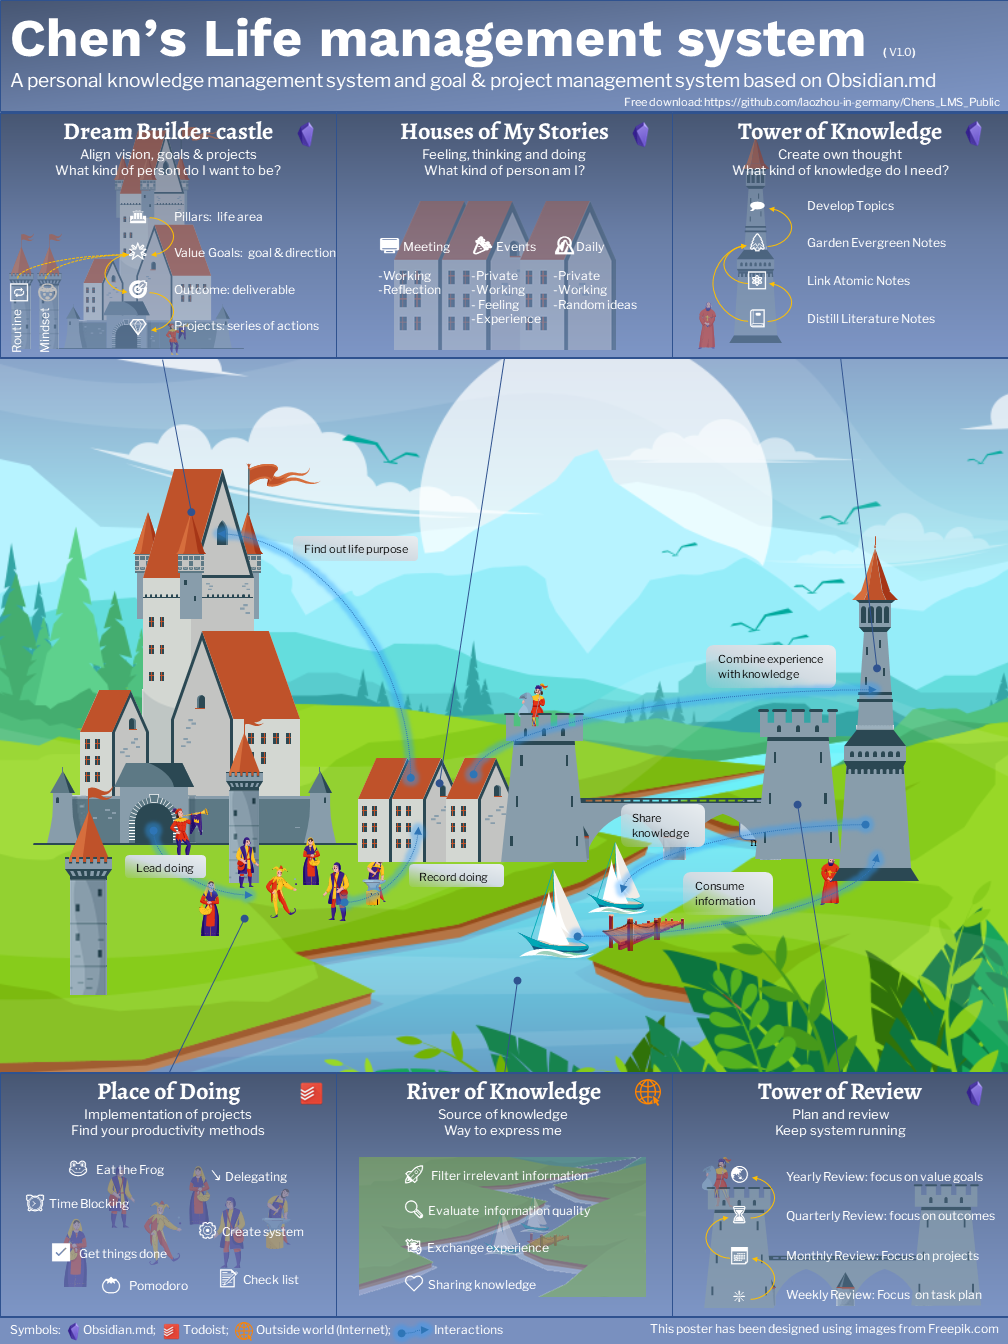 Chen's Life management system ( V1.0)
A personal knowledge management system and goal & project management system based on Obsidian.md
Free download: https://github.com/laozhou-in-germany/Chens_LMS_Public
Dream Builder castle
Align vision, goals & projects
What kind of person do I want to be?
Pillars: life area
Value Goals: goal & direction
Outcome: deliverable
Projects: series of actions
Routine
Mindset
Houses of My Stories
Feeling, thinking and doing
What kind of person am I?
Meeting
-Working
-Reflection
Events
-Private
-Working
- Feeling
-Experience
Daily
-Private
-Working
-Random ideas
Tower of Knowledge
Create own thought
What kind of knowledge do I need?
Develop Topics
Garden Evergreen Notes
Link Atomic Notes
Distill Literature Notes
Find out life purpose
Combine experience
with knowledge
Share
knowledge
n
Lead doing
Record doing
Consume
information
Place of Doing
Implementation of projects
Find your productivity methods
Eat the Frog
Delegating
Time Blocking
Create system
Get things done
Pomodoro
Check list
River of Knowledge
Source of knowledge
Way to express me
Filter irrelevant information
Evaluate information quality
Exchange experience
Sharing knowledge
Tower of Review
Plan and review
Keep system running
Yearly Review: focus on value goals
Quarterly Review: focus on outcomes
Monthly Review: Focus on projects
Weekly Review: Focus on task plan
Symbols: Obsidian.md; Todoist; Outside world (Internet); Interactions
This poster has been designed using images from Freepik.com